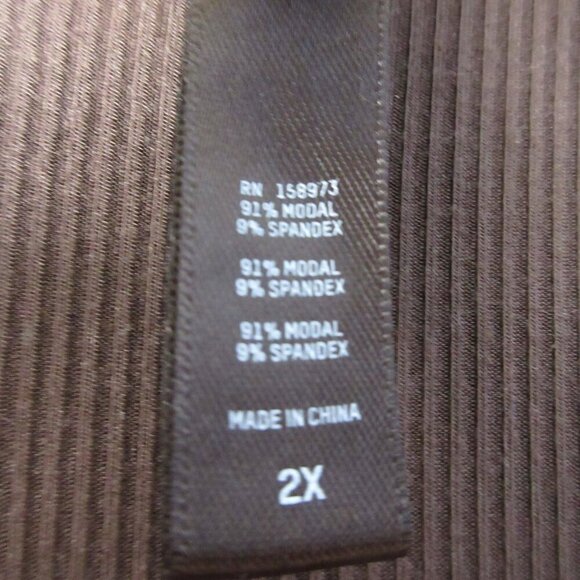 RN 158973
91% MODAL
9% SPANDEX
91% MODAL
9% SPANDEX
91% MODAL
9% SPANDEX
MADE IN CHINA
2X